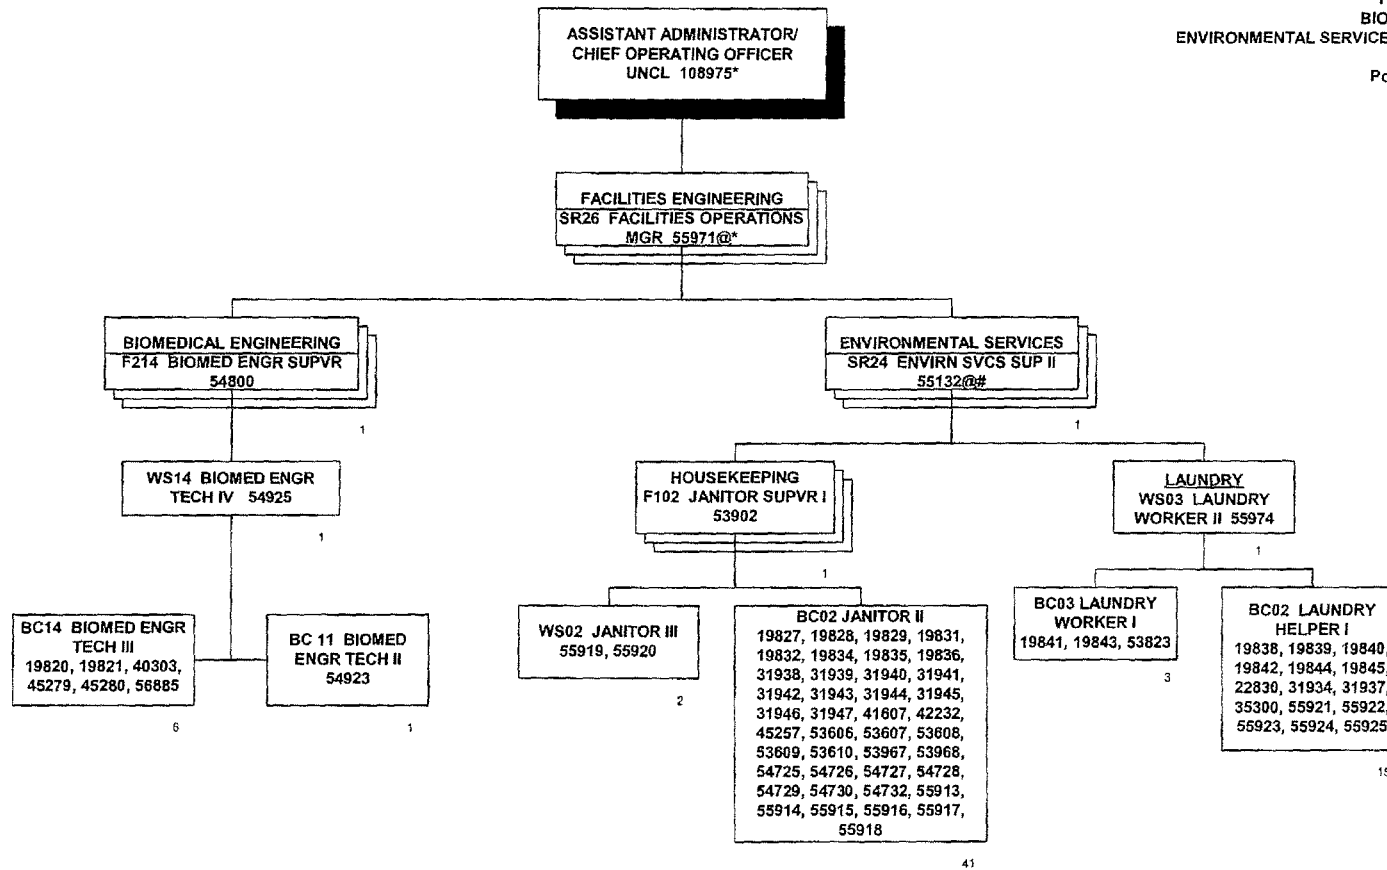 BIO
ENVIRONMENTAL SERVICE
Po
ASSISTANT ADMINISTRATOR/
CHIEF OPERATING OFFICER
UNCL 108975*
FACILITIES ENGINEERING
SR26 FACILITIES OPERATIONS
MGR 55971@*
BIOMEDICAL ENGINEERING
F214 BIOMED ENGR SUPVR
54800
1
ENVIRONMENTAL SERVICES
SR24 ENVIRN SVCS SUP II
55132@#
1
WS14 BIOMED ENGR
TECH IV 54925
1
HOUSEKEEPING
F102 JANITOR SUPVR I
53902
1
LAUNDRY
WS03 LAUNDRY
WORKER II 55974
1
BC14 BIOMED ENGR
TECH III
19820, 19821, 40303,
45279, 45280, 56885
6
BC 11 BIOMED
ENGR TECH II
54923
1
WS02 JANITOR III
55919, 55920
2
BC02 JANITOR II
19827, 19828, 19829, 19831,
19832, 19834, 19835, 19836,
31938, 31939, 31940, 31941,
31942, 31943, 31944, 31945,
31946, 31947, 41607, 42232,
45257, 53606, 53607, 53608,
53609, 53610, 53967, 53968,
54725, 54726, 54727, 54728,
54729, 54730, 54732, 55913,
55914, 55915, 55916, 55917,
55918
41
BC03 LAUNDRY
WORKER I
19841, 19843, 53823
3
BC02 LAUNDRY
HELPER I
19838, 19839, 19840,
19842, 19844, 19845,
22830, 31934, 31937,
35300, 55921, 55922,
55923, 55924, 55925